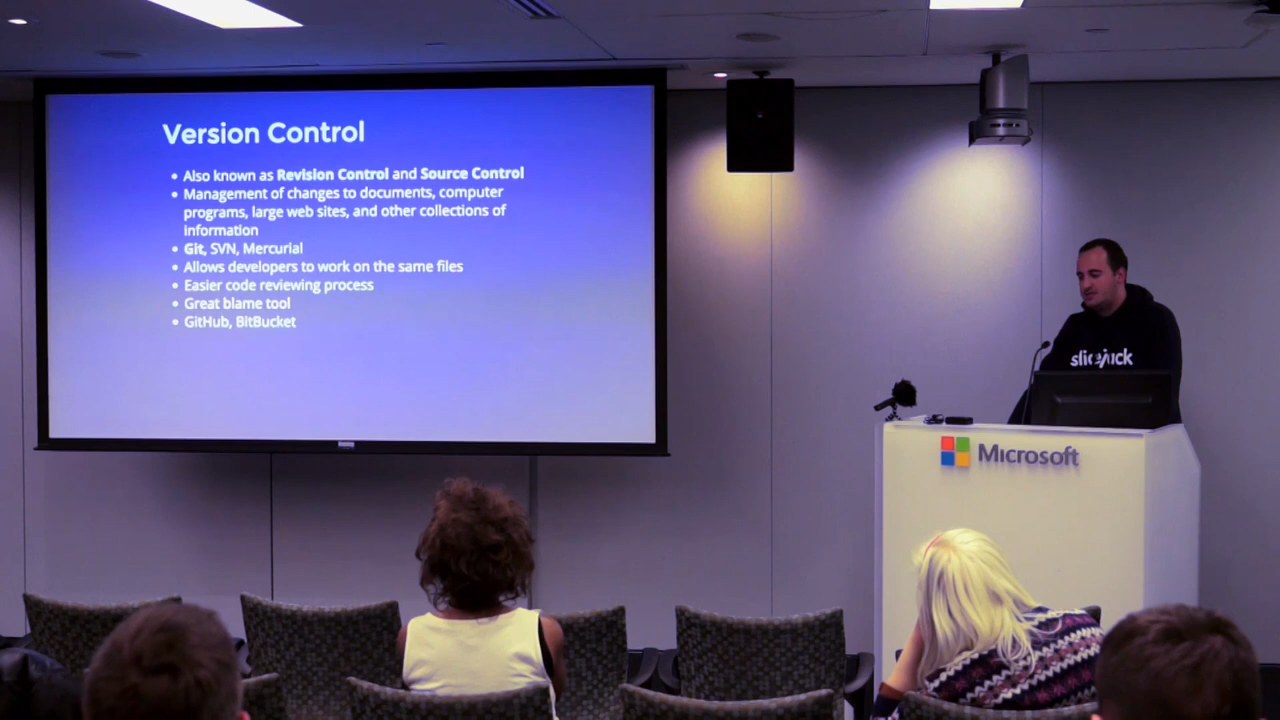 Version Control
• Also known as Revision Control and Source Control
• Management of changes to documents, computer
programs, large web sites, and other collections of
information
• Git, SVN, Mercurial
• Allows developers to work on the same files
• Easier code reviewing process
• Great blame tool
• GitHub, BitBucket
slicejack
Microsoft